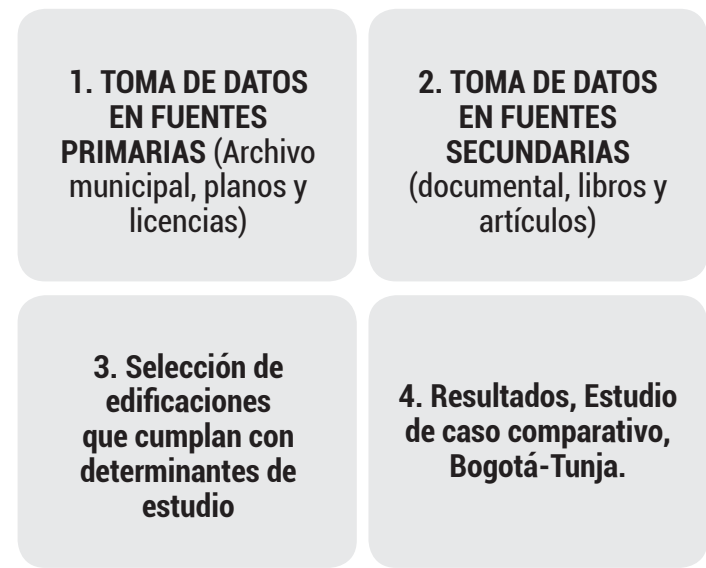 1. TOMA DE DATOS
EN FUENTES
PRIMARIAS (Archivo
municipal, planos y
licencias)
2. TOMA DE DATOS
EN FUENTES
SECUNDARIAS
(documental, libros y
artículos)
3. Selección de
edificaciones
que cumplan con
determinantes de
estudio
4. Resultados, Estudio
de caso comparativo,
Bogotá-Tunja.